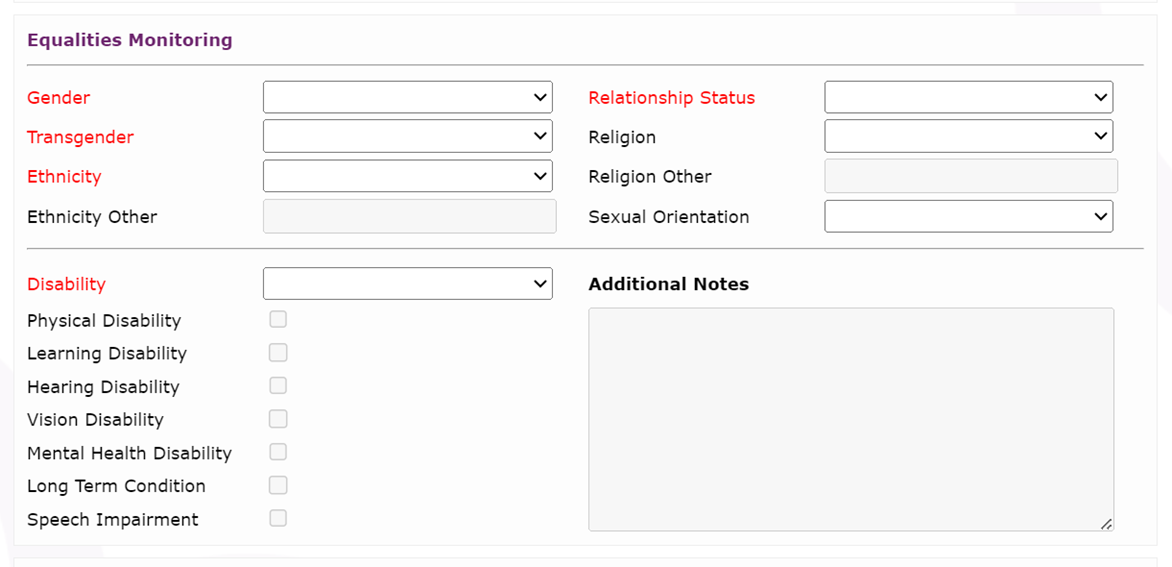 Equalities Monitoring
Gender
Relationship Status
Transgender
Religion
Ethnicity
Religion Other
Ethnicity Other
Sexual Orientation
Disability
Additional Notes
Physical Disability
Learning Disability
Hearing Disability
Vision Disability
Mental Health Disability
Long Term Condition
Speech Impairment